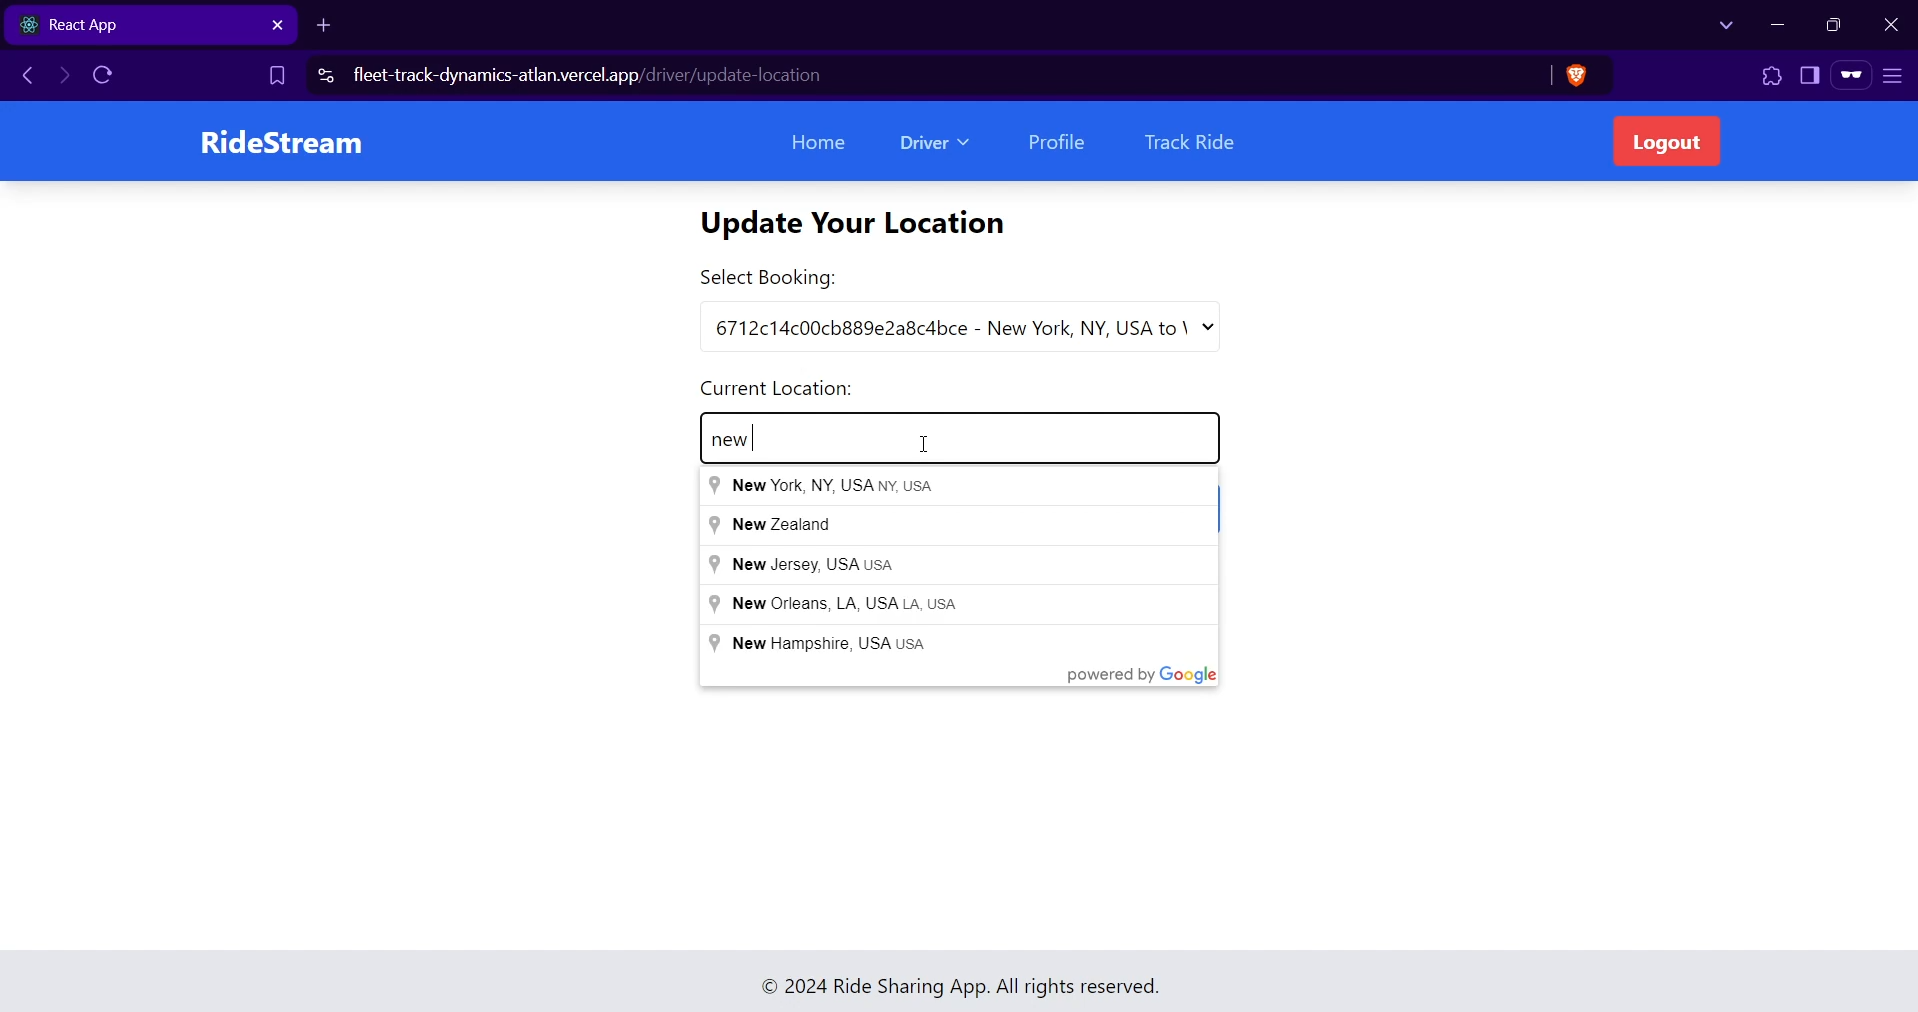 React App
fleet-track-dynamics-atlan.vercel.app/driver/update-location
RideStream
Home
Driver
Profile
Track Ride
Logout
Update Your Location
Select Booking:
6712c14c00cb889e2a8c4bce - New York, NY, USA to
Current Location:
new
New York, NY, USA NY, USA
New Zealand
New Jersey, USA USA
New Orleans, LA, USA LA, USA
New Hampshire, USA USA
powered by Google
© 2024 Ride Sharing App. All rights reserved.